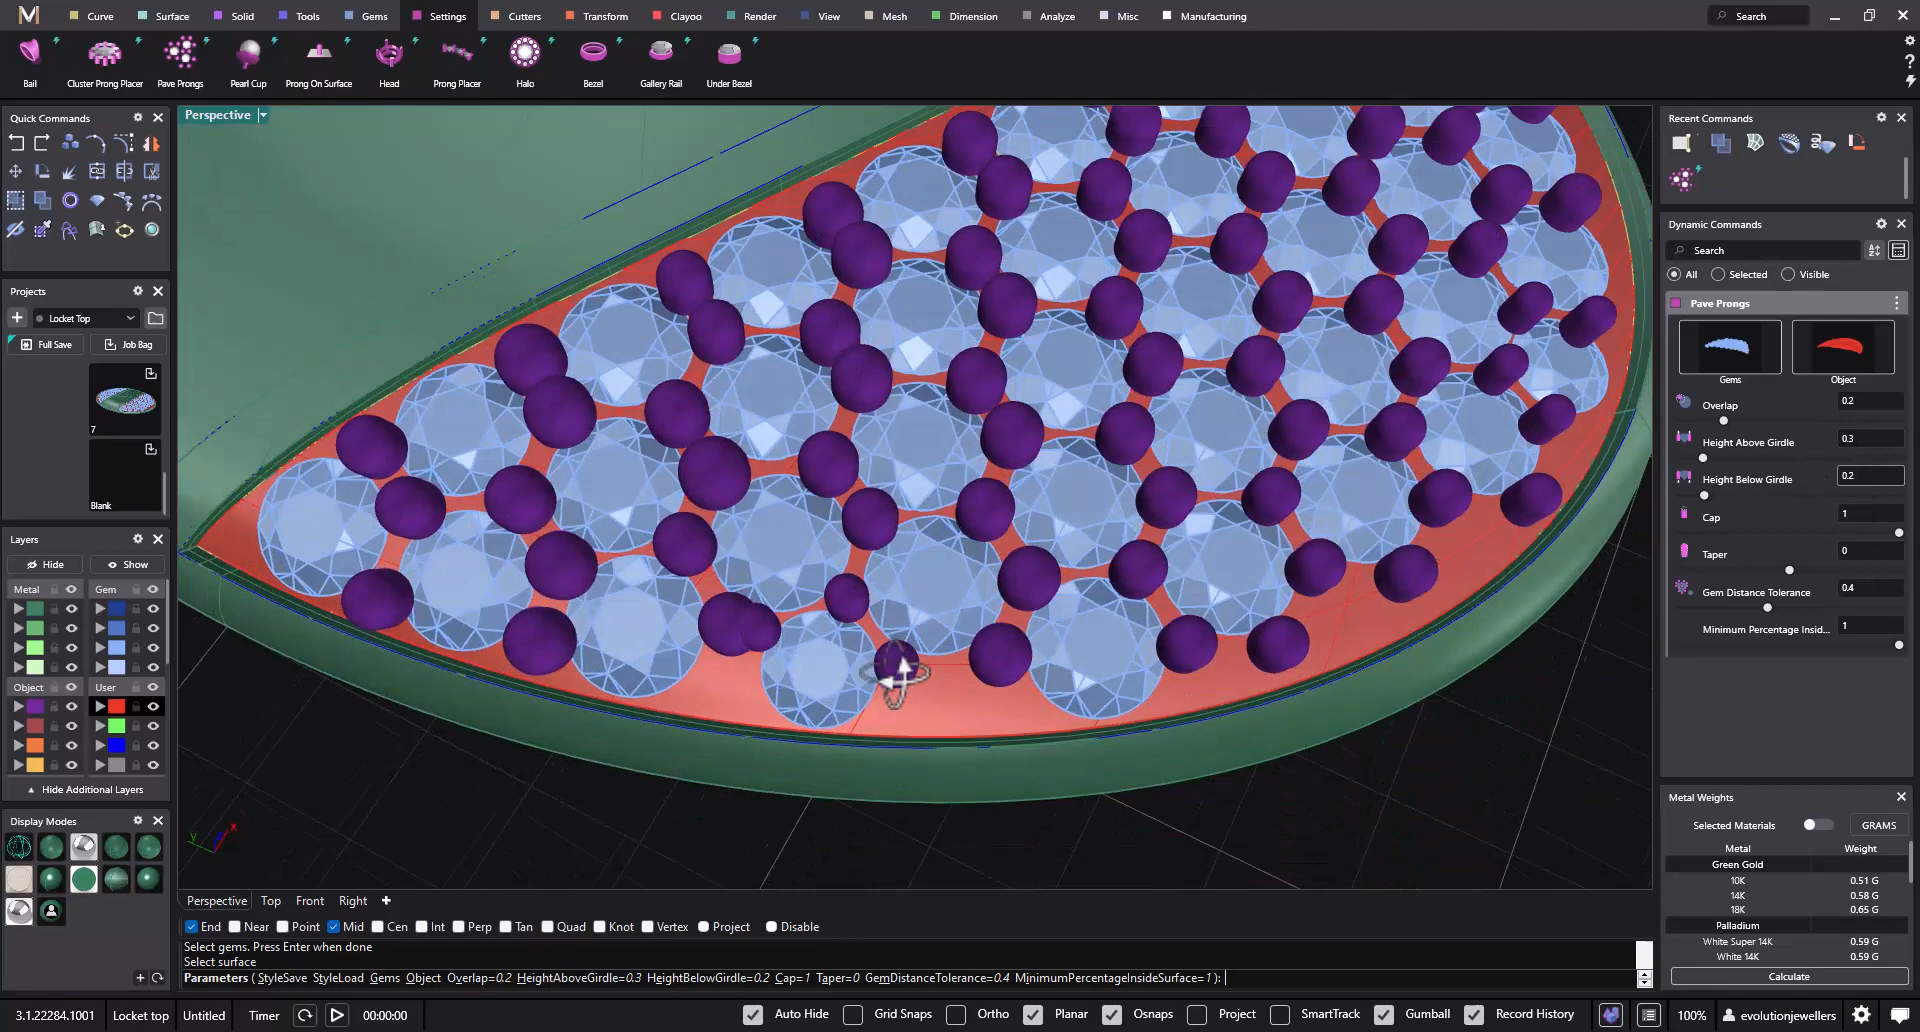 Curve Surface Solid Tools Gems Settings Cutters Transform Clayoo Render View Mesh Dimension Analyze Misc Manufacturing Search
Bail Cluster Prong Placer Pave Prongs Pearl Cup Prong On Surface Head Prong Placer Halo Bezel Gallery Rail Under Bezel
Quick Commands
Projects
Locket Top
Full Save Job Bag
7
Blank
Layers
Hide Show
Metal Gem
Object User
Hide Additional Layers
Display Modes
Perspective
Perspective Top Front Right
End Near Point Mid Cen Int Perp Tan Quad Knot Vertex Project Disable
Select gems. Press Enter when done
Select surface
Parameters ( StyleSave StyleLoad Gems Object Overlap=0.2 HeightAboveGirdle=0.3 HeightBelowGirdle=0.2 Cap=1 Taper=0 GemDistanceTolerance=0.4 MinimumPercentageInsideSurface=1 ):
Recent Commands
Dynamic Commands
Search
All Selected Visible
Pave Prongs
Gems Object
Overlap 0.2
Height Above Girdle 0.3
Height Below Girdle 0.2
Cap 1
Taper 0
Gem Distance Tolerance 0.4
Minimum Percentage Insid... 1
Metal Weights
Selected Materials GRAMS
Metal Weight
Green Gold
10K 0.51 G
14K 0.58 G
18K 0.65 G
Palladium
White Super 14K 0.59 G
White 14K 0.59 G
Calculate
3.1.22284.1001 Locket top Untitled Timer 00:00:00 Auto Hide Grid Snaps Ortho Planar Osnaps Project SmartTrack Gumball Record History 100% evolutionjewellers
y x